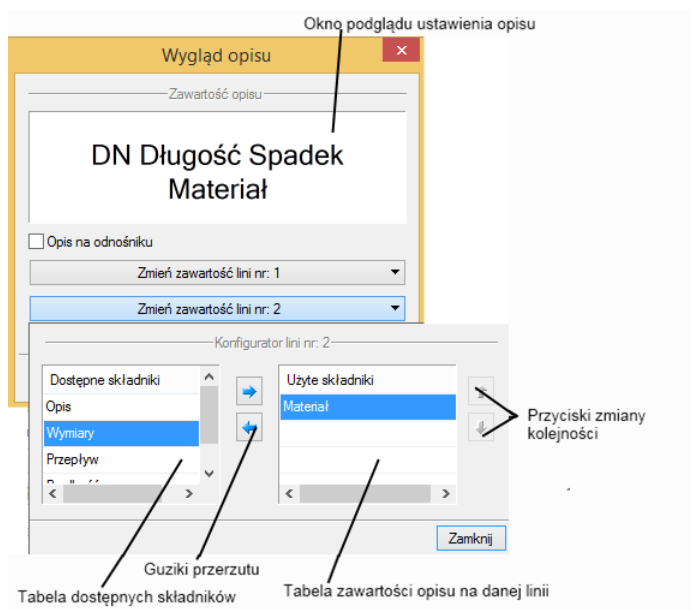 Okno podglądu ustawienia opisu
Wygląd opisu
Zawartość opisu
DN Długość Spadek
Materiał
Opis na odnośniku
Zmień zawartość lini nr: 1
Zmień zawartość lini nr: 2
Konfigurator lini nr: 2
Dostępne składniki
Opis
Wymiary
Przepływ
Użyte składniki
Materiał
Przyciski zmiany
kolejności
Zamknij
Guziki przerzutu
Tabela dostępnych składników
Tabela zawartości opisu na danej linii